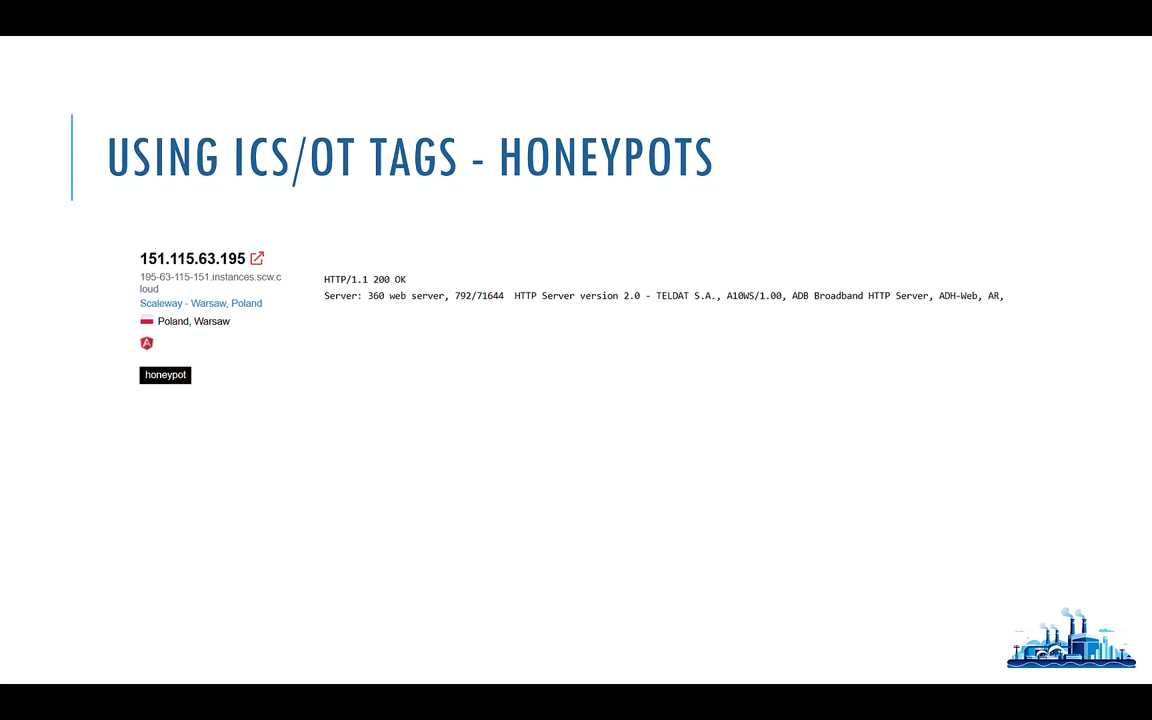 USING ICS/OT TAGS - HONEYPOTS
151.115.63.195
195-63-115-151.instances.scw.c
loud
Scaleway - Warsaw, Poland
Poland, Warsaw
A
honeypot
HTTP/1.1 200 OK
Server: 360 web server, 792/71644  HTTP Server version 2.0 - TELDAT S.A., A10WS/1.00, ADB Broadband HTTP Server, ADH-Web, AR,